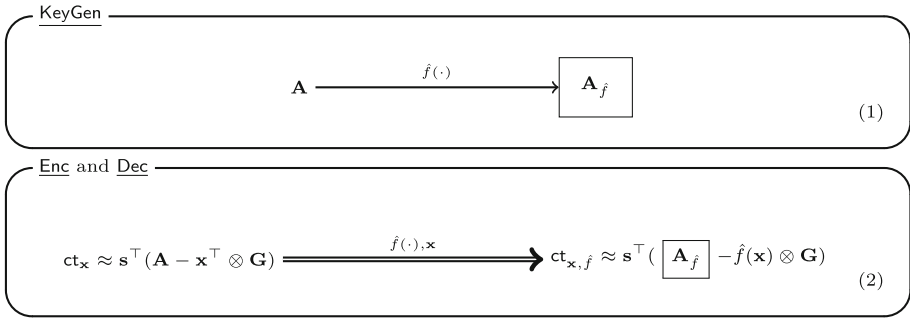 KeyGen
f̂(·)
𝐀 𝐀_f̂
(1)
Enc and Dec
f̂(·),𝐱
ct_𝐱 ≈ 𝐬^⊤(𝐀 − 𝐱^⊤ ⊗ 𝐆) ct_{𝐱,f̂} ≈ 𝐬^⊤( 𝐀_f̂ −f̂(𝐱) ⊗ 𝐆)
(2)